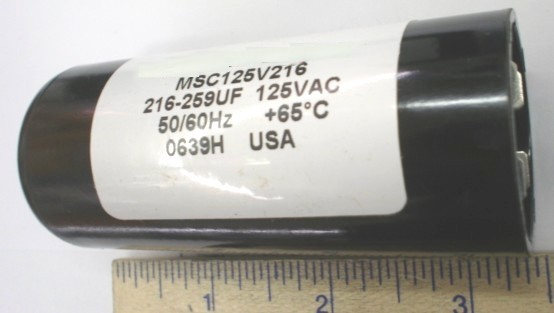 MSC125V216
216-259UF 125VAC
50/60Hz +65°C
0639H USA
1 2 3